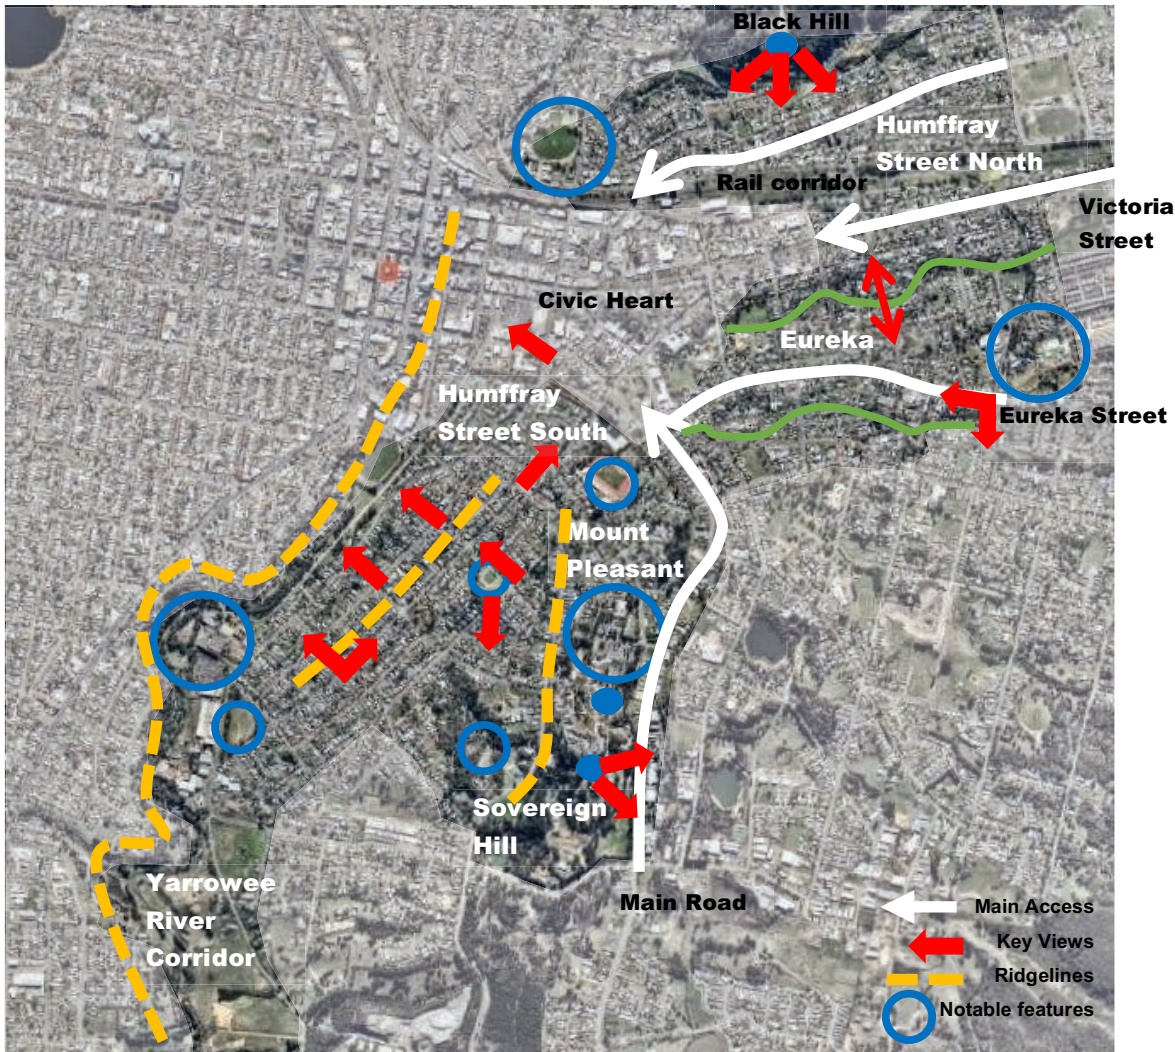 Black Hill
Humffray
Street North
Rail corridor
Victoria
Street
Civic Heart
Eureka
Humffray
Street South
Eureka Street
Mount
Pleasant
Sovereign
Hill
Yarrowee
River
Corridor
Main Road
Main Access
Key Views
Ridgelines
Notable features